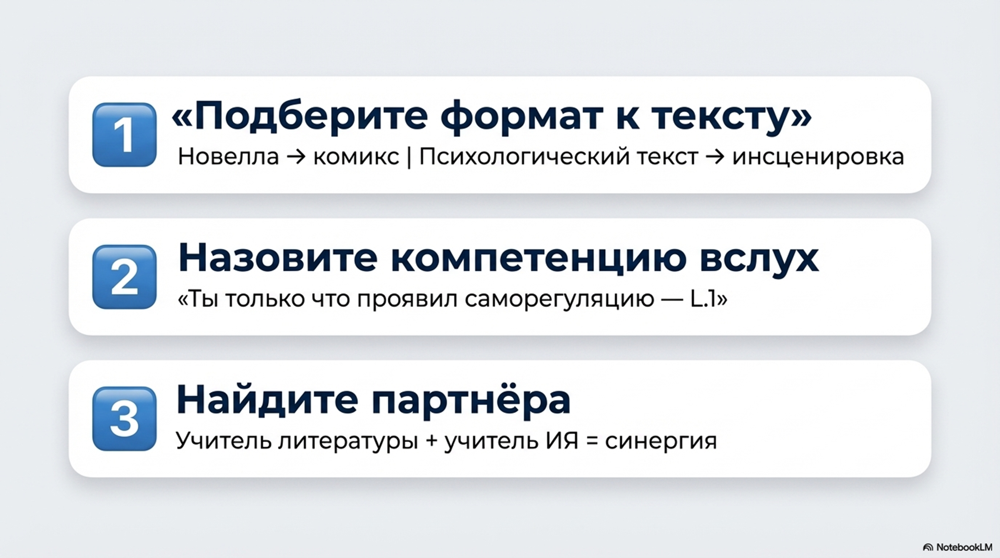 1
«Подберите формат к тексту»
Новелла → комикс | Психологический текст → инсценировка
2
Назовите компетенцию вслух
«Ты только что проявил саморегуляцию — L.1»
3
Найдите партнёра
Учитель литературы + учитель ИЯ = синергия
NotebookLM